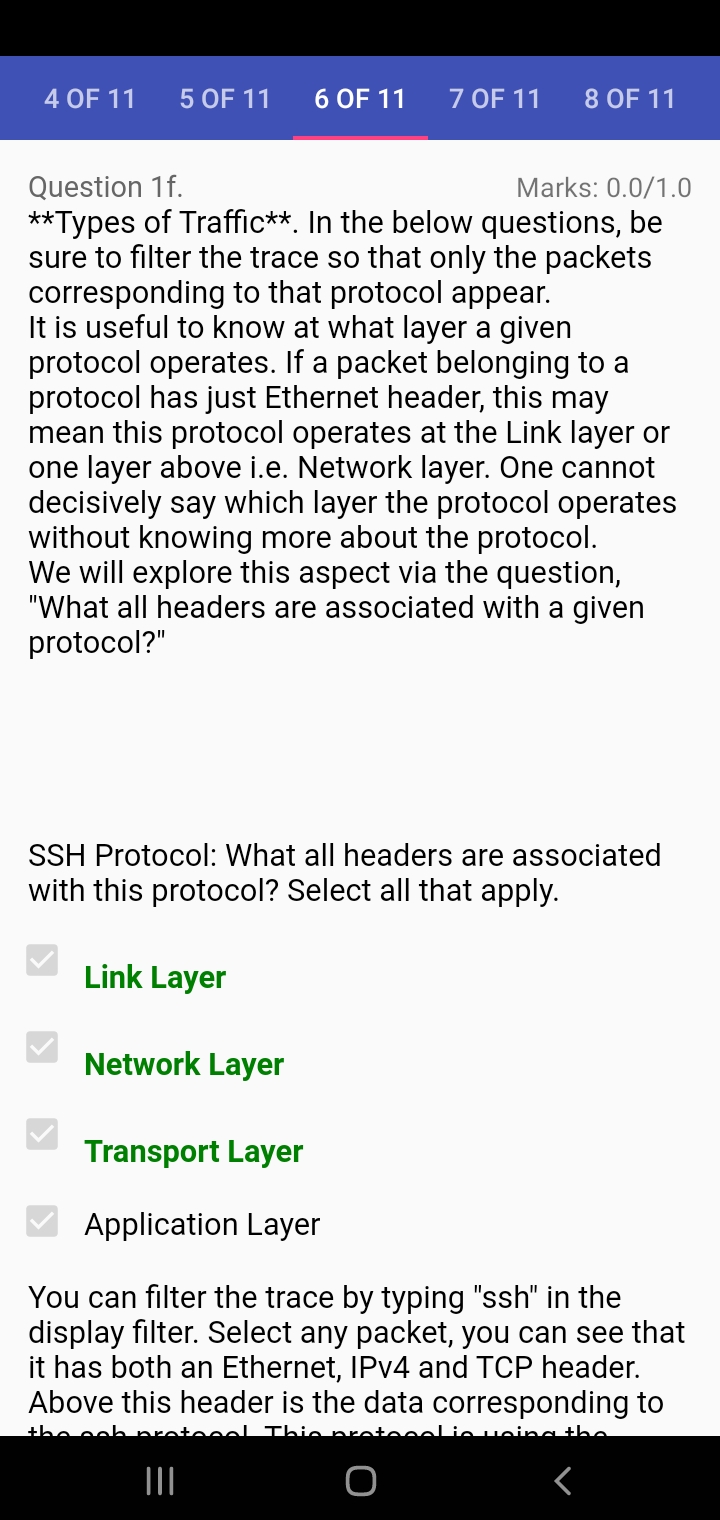 4 OF 11 5 OF 11 6 OF 11 7 OF 11 8 OF 11
Question 1f. Marks: 0.0/1.0
**Types of Traffic**. In the below questions, be
sure to filter the trace so that only the packets
corresponding to that protocol appear.
It is useful to know at what layer a given
protocol operates. If a packet belonging to a
protocol has just Ethernet header, this may
mean this protocol operates at the Link layer or
one layer above i.e. Network layer. One cannot
decisively say which layer the protocol operates
without knowing more about the protocol.
We will explore this aspect via the question,
"What all headers are associated with a given
protocol?"
SSH Protocol: What all headers are associated
with this protocol? Select all that apply.
Link Layer
Network Layer
Transport Layer
Application Layer
You can filter the trace by typing "ssh" in the
display filter. Select any packet, you can see that
it has both an Ethernet, IPv4 and TCP header.
Above this header is the data corresponding to
the ssh protocol. This protocol is using the